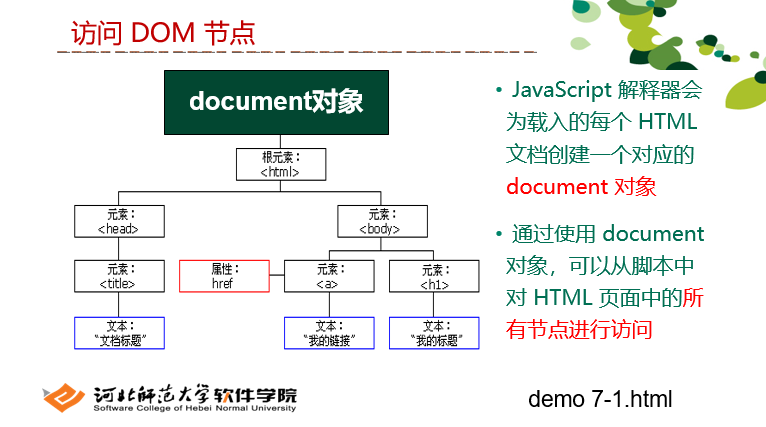 访问 DOM 节点
document对象
根元素：
<html>
元素：
<head>
元素：
<body>
元素：
<title>
属性：
href
元素：
<a>
元素：
<h1>
文本：
“文档标题”
文本：
“我的链接”
文本：
“我的标题”
• JavaScript 解释器会
为载入的每个 HTML
文档创建一个对应的
document 对象
• 通过使用 document
对象，可以从脚本中
对 HTML 页面中的所
有节点进行访问
河北师范大学软件学院
Software College of Hebei Normal University
demo 7-1.html